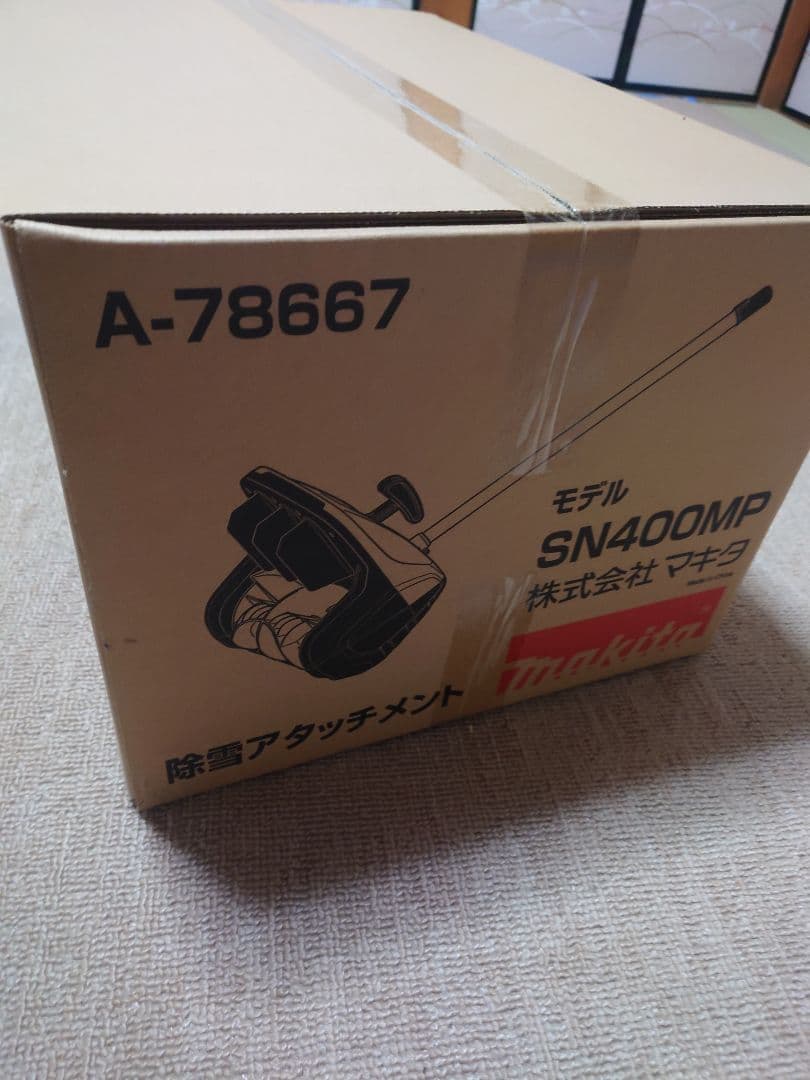 A-78667
モデル
SN400MP
株式会社 マキタ
makita
除雪アタッチメント